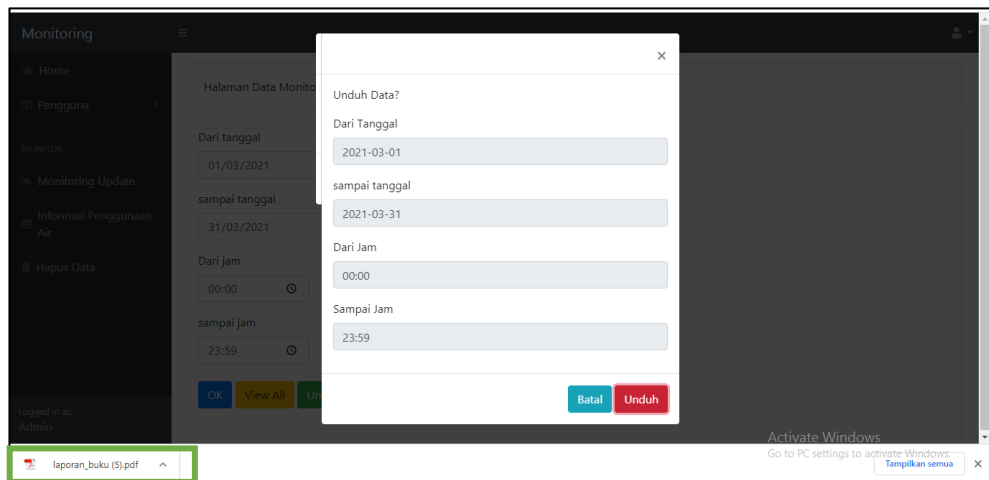 Monitoring
Home
Pengguna
MONITOR
Monitoring Update
Informasi Penggunaan
Air
Hapus Data
Logged in as:
Admin
Halaman Data Monito
Dari tanggal
01/03/2021
sampai tanggal
31/03/2021
Dari jam
00:00
sampai jam
23:59
OK
View All
Un
×
Unduh Data?
Dari Tanggal
2021-03-01
sampai tanggal
2021-03-31
Dari Jam
00:00
Sampai Jam
23:59
Batal
Unduh
Activate Windows
Go to PC settings to activate Windows.
laporan_buku (5).pdf
Tampilkan semua